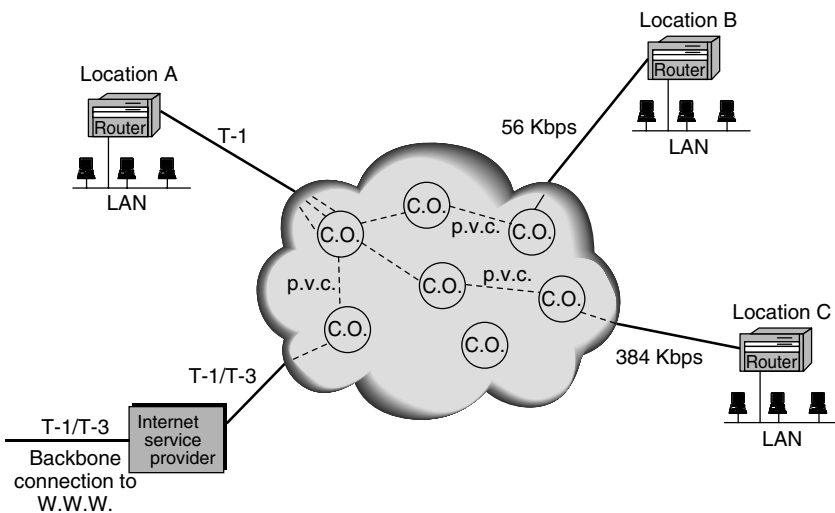 Location B
Router
LAN
Location A
Router
LAN
T-1
56 Kbps
C.O.
C.O.
C.O.
p.v.c.
p.v.c.
p.v.c.
C.O.
C.O.
C.O.
C.O.
Location C
Router
LAN
384 Kbps
T-1/T-3
T-1/T-3
Internet
service
provider
Backbone
connection to
W.W.W.